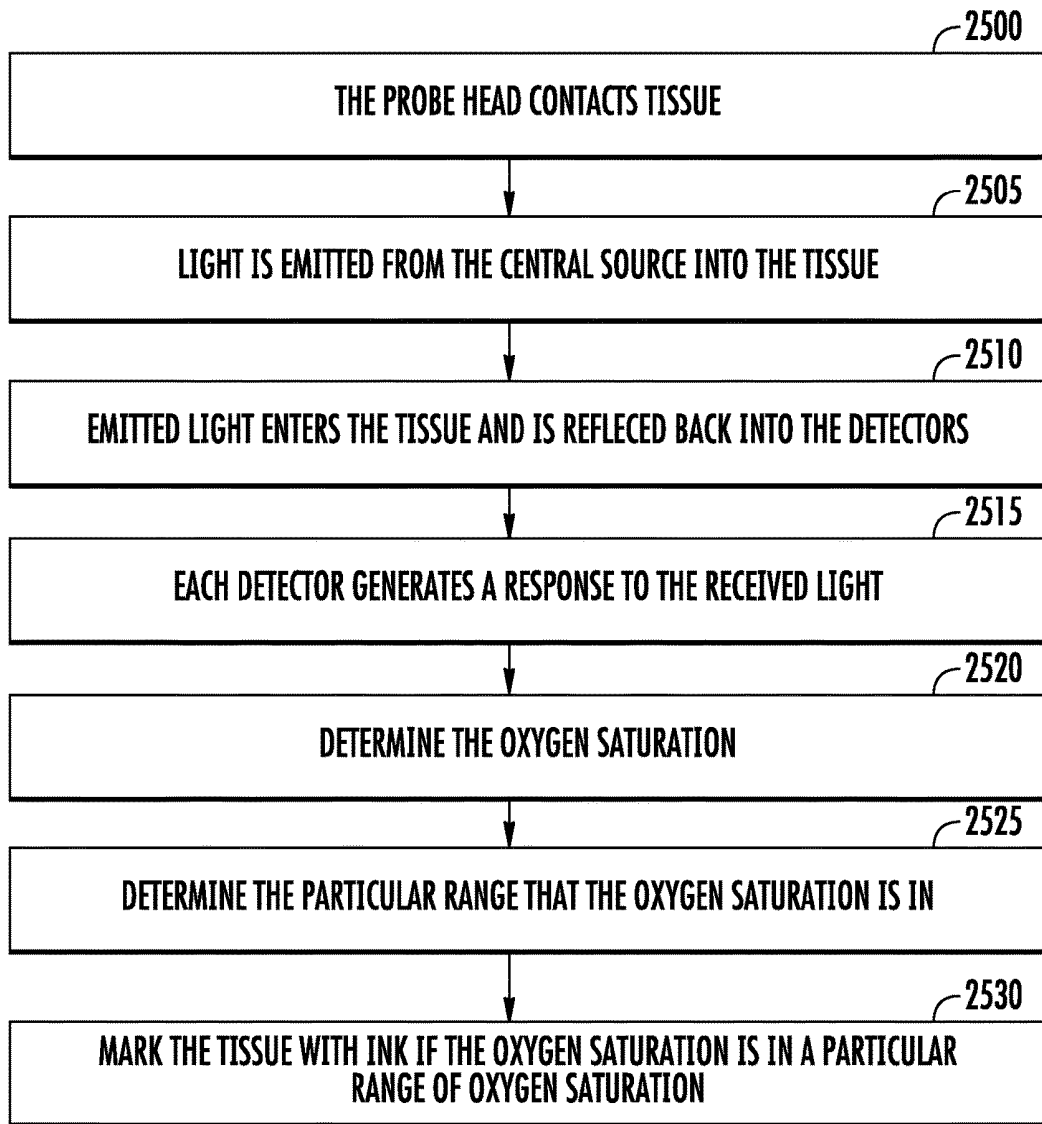 2500
THE PROBE HEAD CONTACTS TISSUE
2505
LIGHT IS EMITTED FROM THE CENTRAL SOURCE INTO THE TISSUE
2510
EMITTED LIGHT ENTERS THE TISSUE AND IS REFLECED BACK INTO THE DETECTORS
2515
EACH DETECTOR GENERATES A RESPONSE TO THE RECEIVED LIGHT
2520
DETERMINE THE OXYGEN SATURATION
2525
DETERMINE THE PARTICULAR RANGE THAT THE OXYGEN SATURATION IS IN
2530
MARK THE TISSUE WITH INK IF THE OXYGEN SATURATION IS IN A PARTICULAR
RANGE OF OXYGEN SATURATION